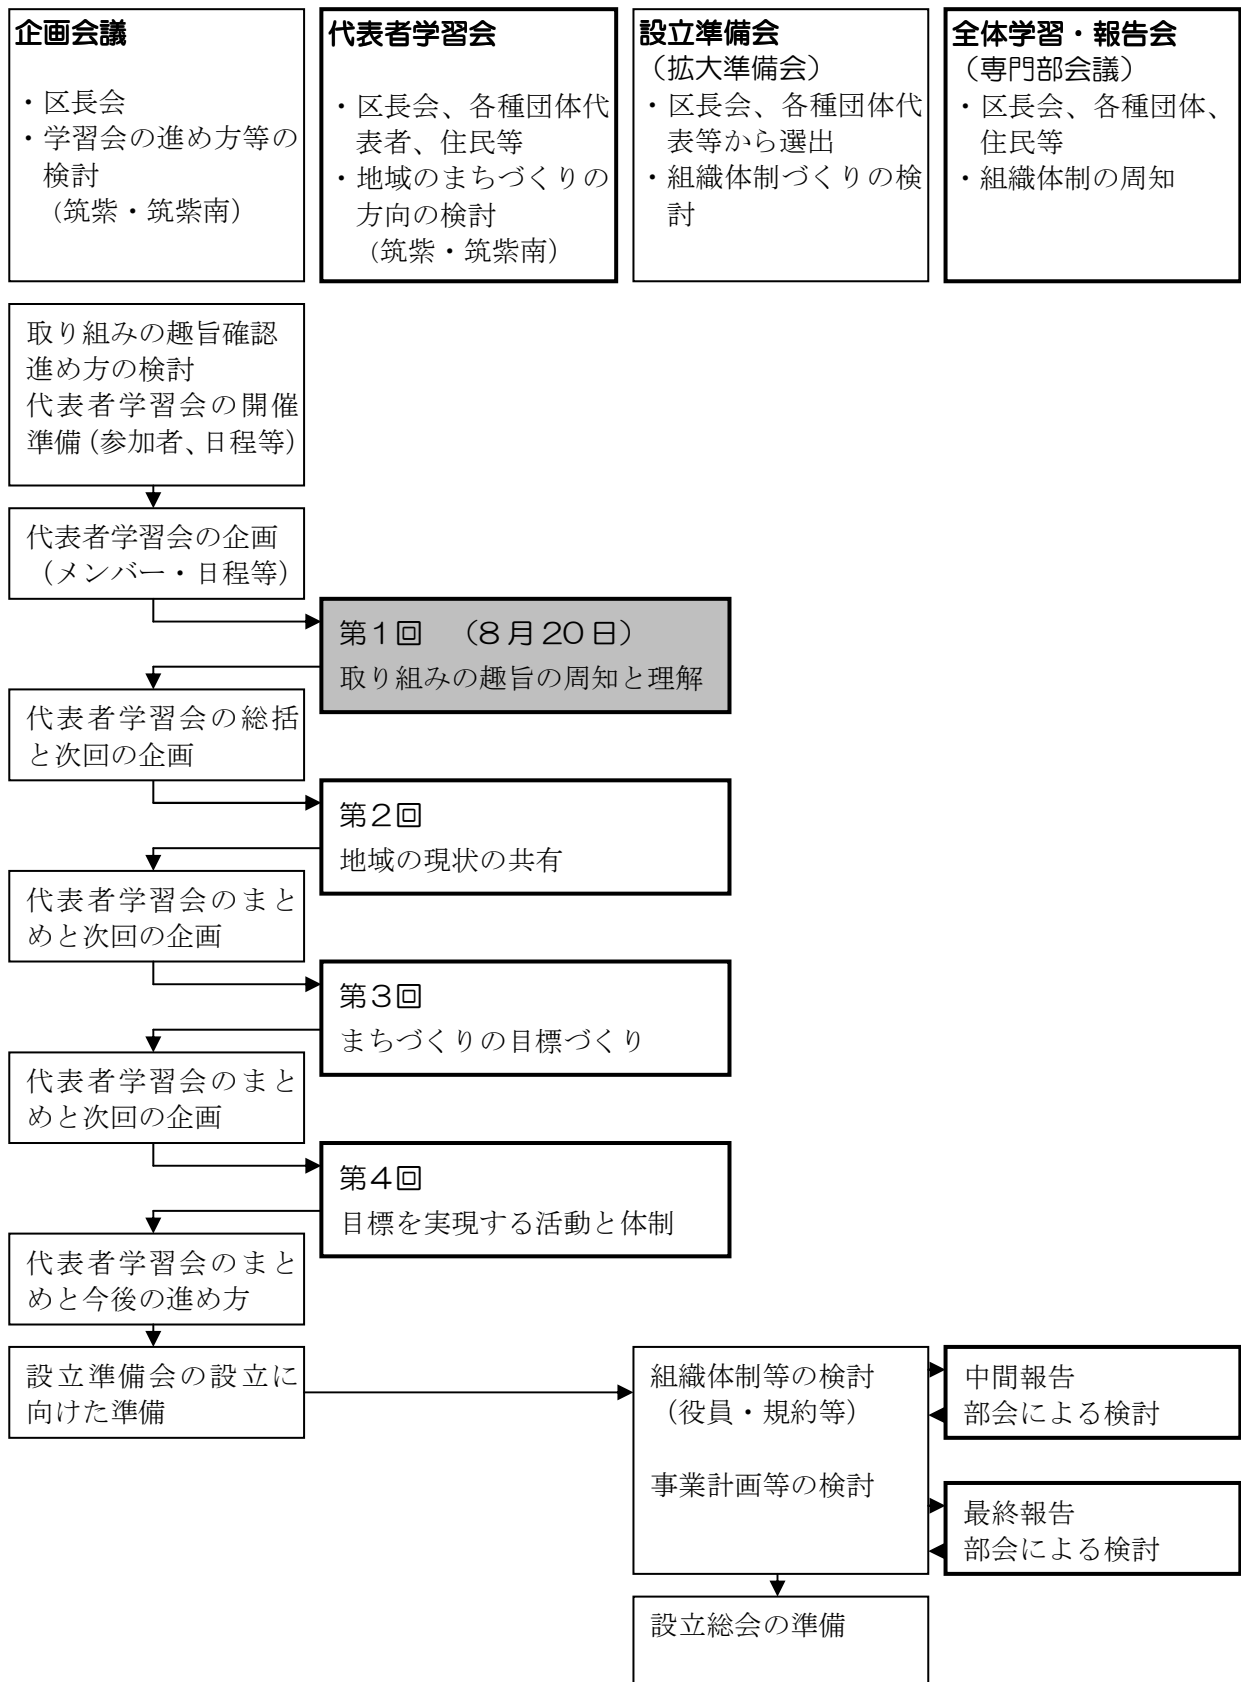 企画会議
・区長会
・学習会の進め方等の
検討
(筑紫・筑紫南)
代表者学習会
・区長会、各種団体代
表者、住民等
・地域のまちづくりの
方向の検討
(筑紫・筑紫南)
設立準備会
（拡大準備会）
・区長会、各種団体代
表等から選出
・組織体制づくりの検
討
全体学習・報告会
（専門部会議）
・区長会、各種団体、
住民等
・組織体制の周知
取り組みの趣旨確認
進め方の検討
代表者学習会の開催
準備(参加者、日程等)
代表者学習会の企画
（メンバー・日程等）
第1回　（8月20日）
取り組みの趣旨の周知と理解
代表者学習会の総括
と次回の企画
第2回
地域の現状の共有
代表者学習会のまと
めと次回の企画
第3回
まちづくりの目標づくり
代表者学習会のまと
めと次回の企画
第4回
目標を実現する活動と体制
代表者学習会のまと
めと今後の進め方
設立準備会の設立に
向けた準備
組織体制等の検討
（役員・規約等）
事業計画等の検討
中間報告
部会による検討
最終報告
部会による検討
設立総会の準備